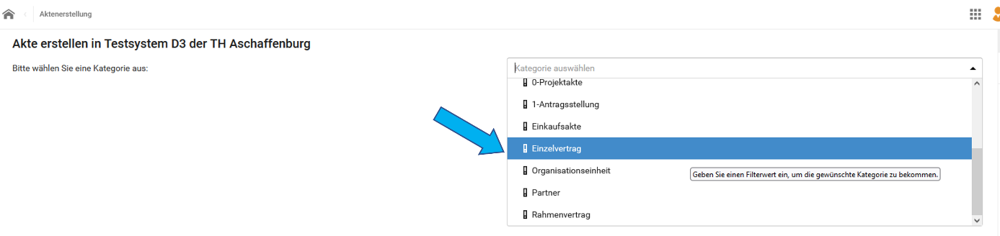 Aktenerstellung
Akte erstellen in Testsystem D3 der TH Aschaffenburg
Bitte wählen Sie eine Kategorie aus:
Kategorie auswählen
0-Projektakte
1-Antragsstellung
Einkaufsakte
Einzelvertrag
Organisationseinheit
Geben Sie einen Filterwert ein, um die gewünschte Kategorie zu bekommen.
Partner
Rahmenvertrag